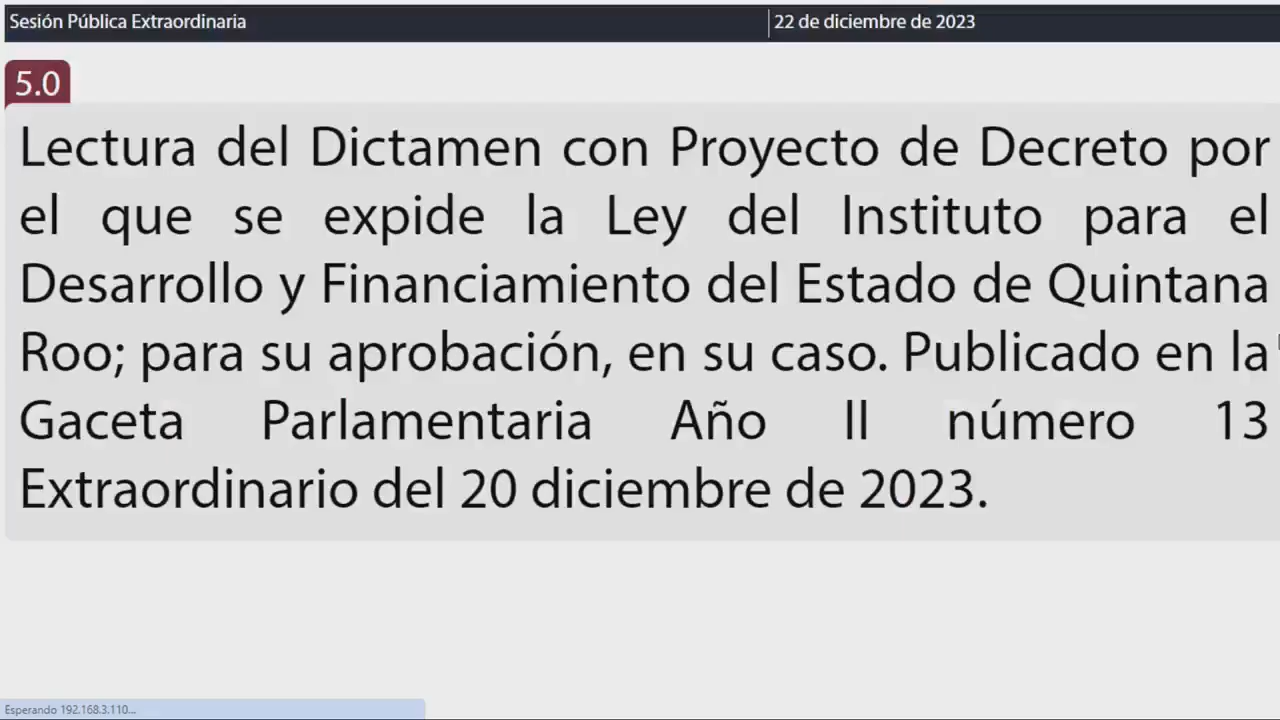 Sesión Pública Extraordinaria
22 de diciembre de 2023
5.0
Lectura del Dictamen con Proyecto de Decreto por
el que se expide la Ley del Instituto para el
Desarrollo y Financiamiento del Estado de Quintana
Roo; para su aprobación, en su caso. Publicado en la
Gaceta Parlamentaria Año II número 13
Extraordinario del 20 diciembre de 2023.
Esperando 192.168.3.110...